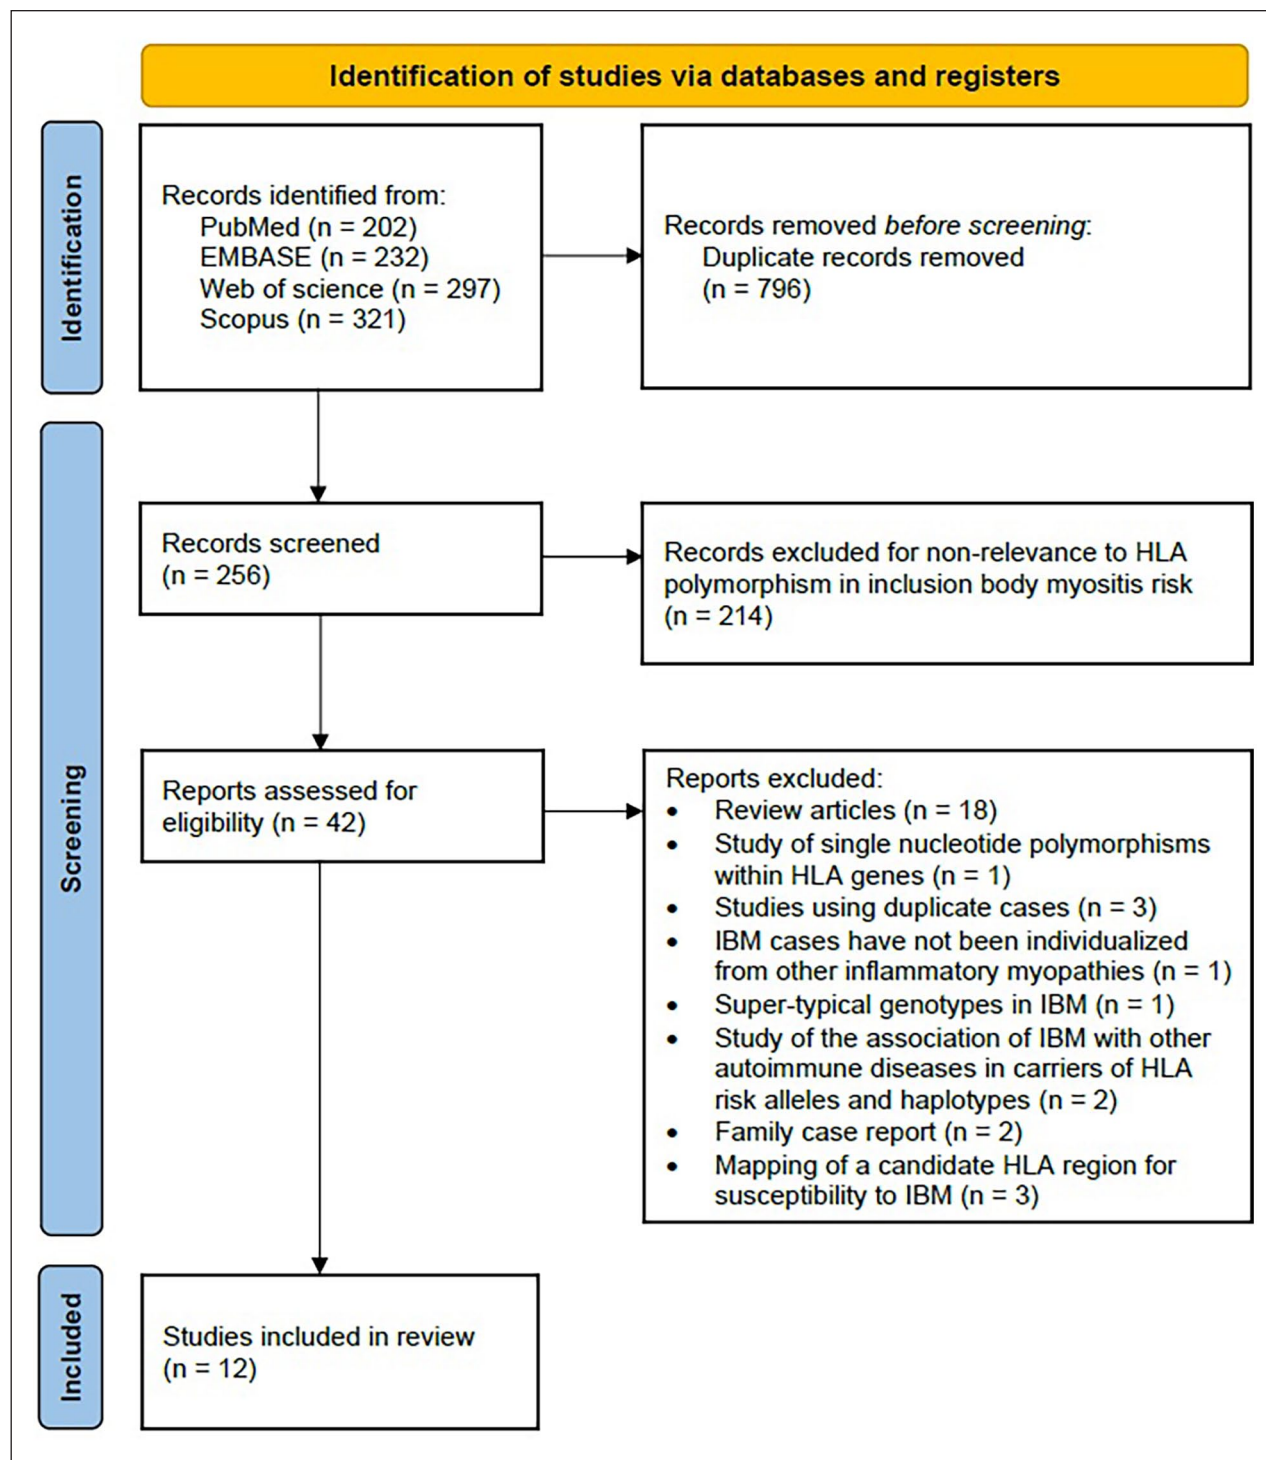 Identification of studies via databases and registers
Identification
Records identified from:
PubMed (n = 202)
EMBASE (n = 232)
Web of science (n = 297)
Scopus (n = 321)
Records removed before screening:
Duplicate records removed
(n = 796)
Screening
Records screened
(n = 256)
Records excluded for non-relevance to HLA
polymorphism in inclusion body myositis risk
(n = 214)
Reports assessed for
eligibility (n = 42)
Reports excluded:
• Review articles (n = 18)
• Study of single nucleotide polymorphisms
within HLA genes (n = 1)
• Studies using duplicate cases (n = 3)
• IBM cases have not been individualized
from other inflammatory myopathies (n = 1)
• Super-typical genotypes in IBM (n = 1)
• Study of the association of IBM with other
autoimmune diseases in carriers of HLA
risk alleles and haplotypes (n = 2)
• Family case report (n = 2)
• Mapping of a candidate HLA region for
susceptibility to IBM (n = 3)
Included
Studies included in review
(n = 12)